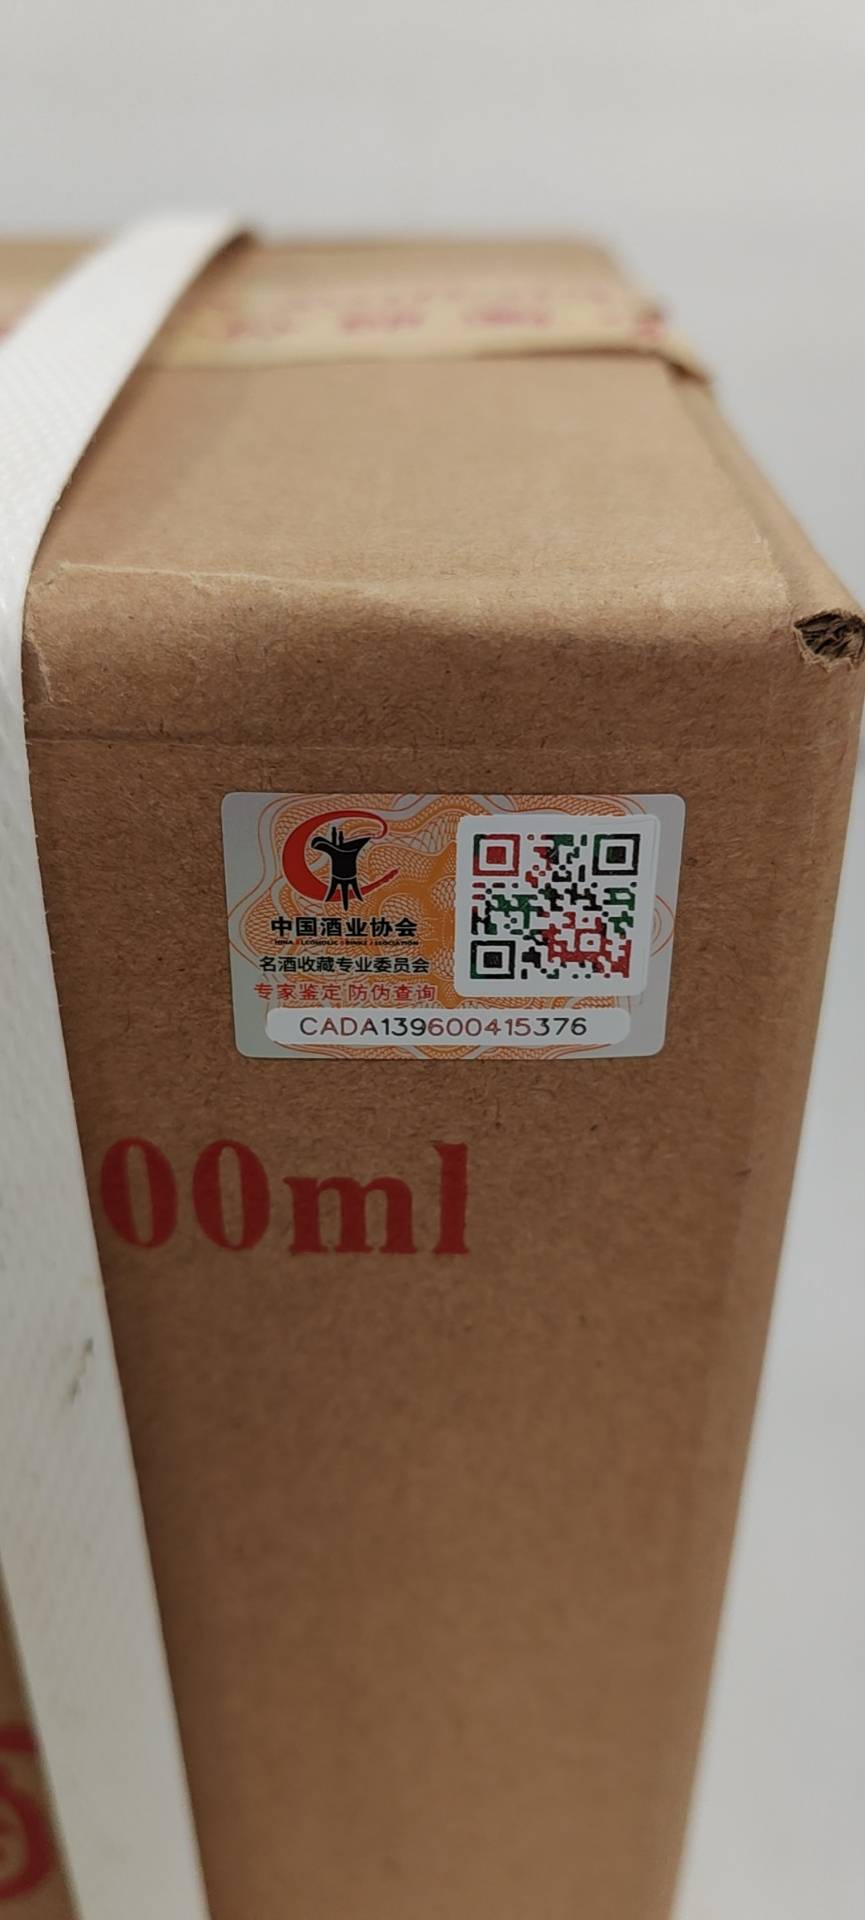 中国酒业协会
名酒收藏专业委员会
专家鉴定 防伪查询
CADA139600415376
00ml